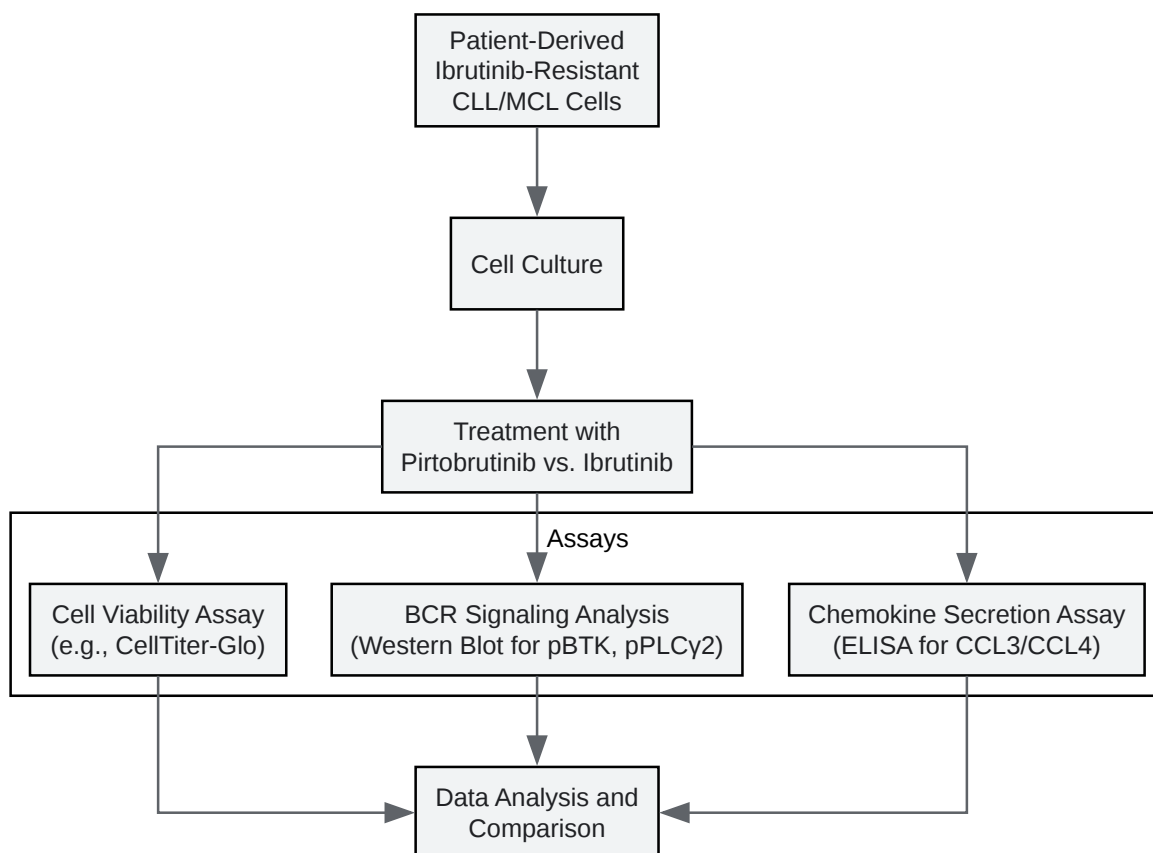 Patient-Derived
Ibrutinib-Resistant
CLL/MCL Cells
Cell Culture
Treatment with
Pirtobrutinib vs. Ibrutinib
Assays
Cell Viability Assay
(e.g., CellTiter-Glo)
BCR Signaling Analysis
(Western Blot for pBTK, pPLCγ2)
Chemokine Secretion Assay
(ELISA for CCL3/CCL4)
Data Analysis and
Comparison